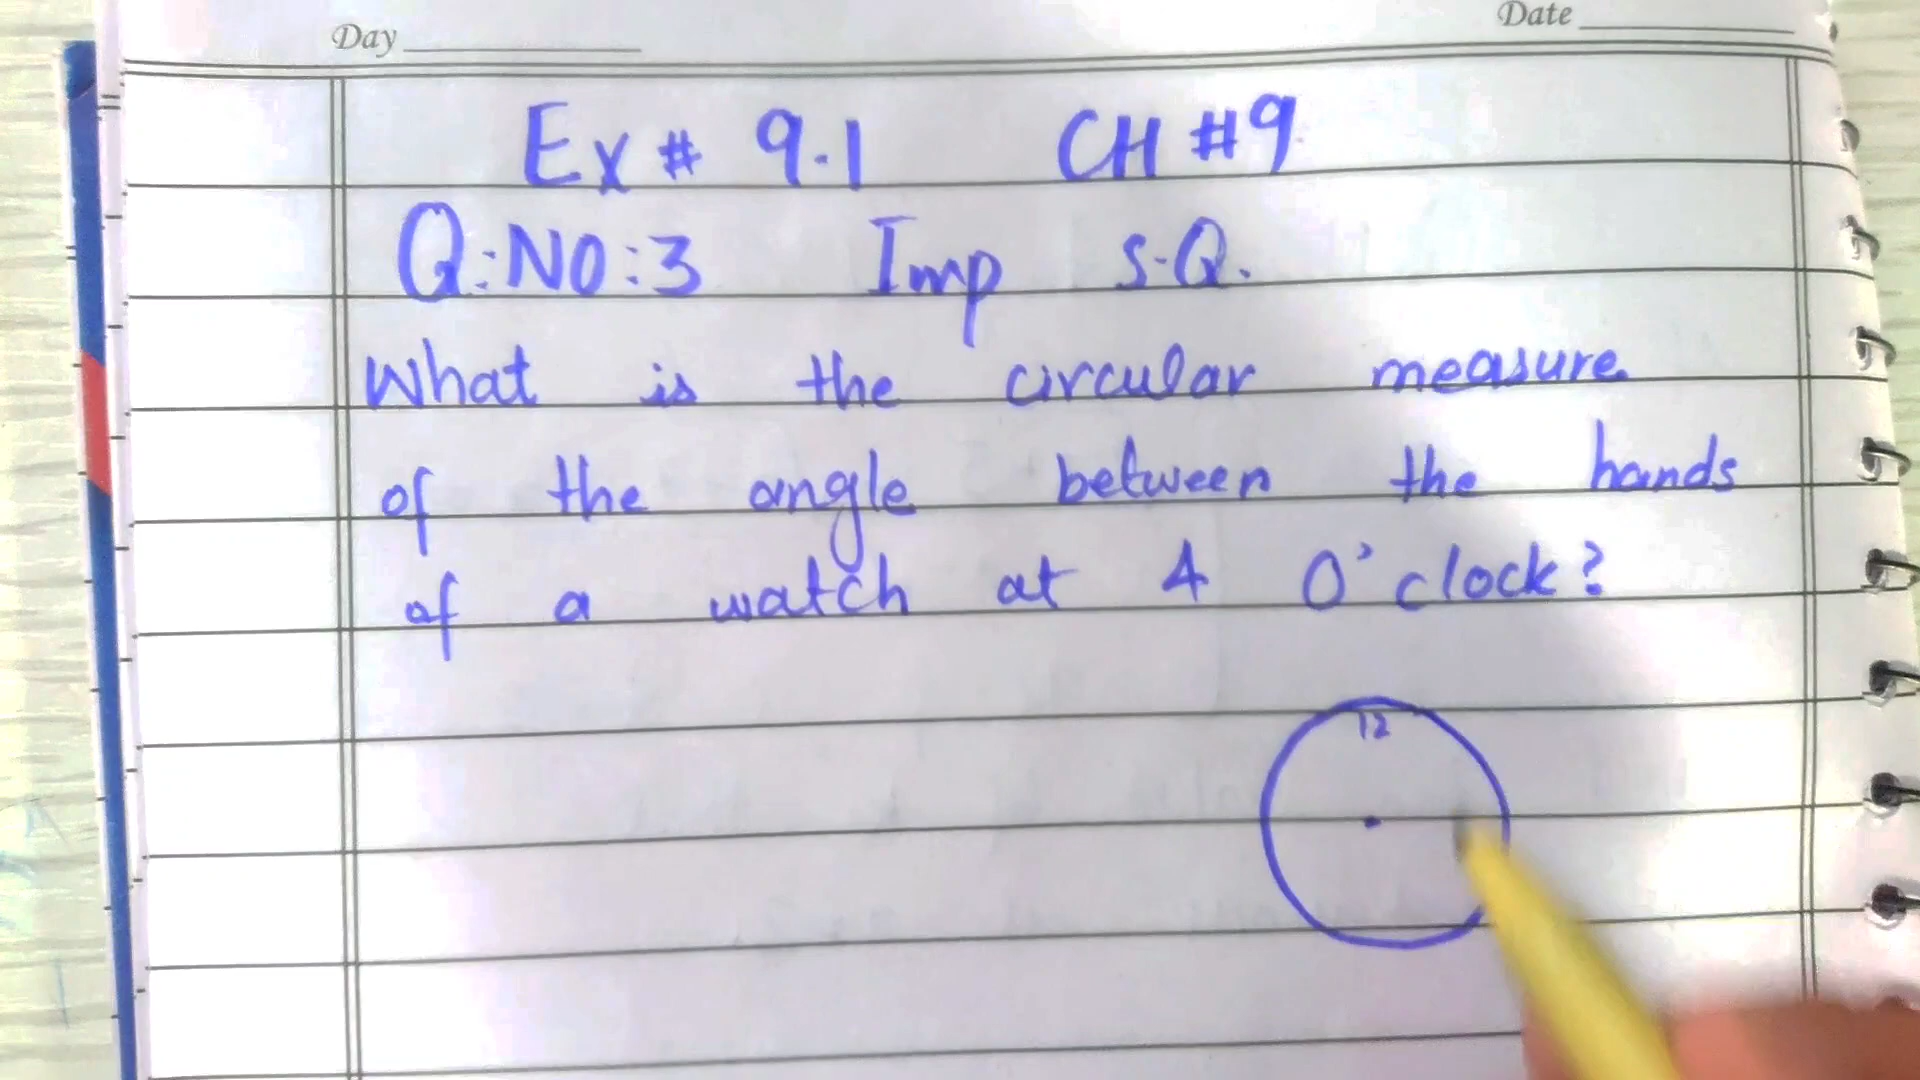 Day
Date
Ex # 9.1 CH #9
Q:NO:3 Imp S.Q.
What is the circular measure
of the angle between the hands
of a watch at 4 O'clock?
12